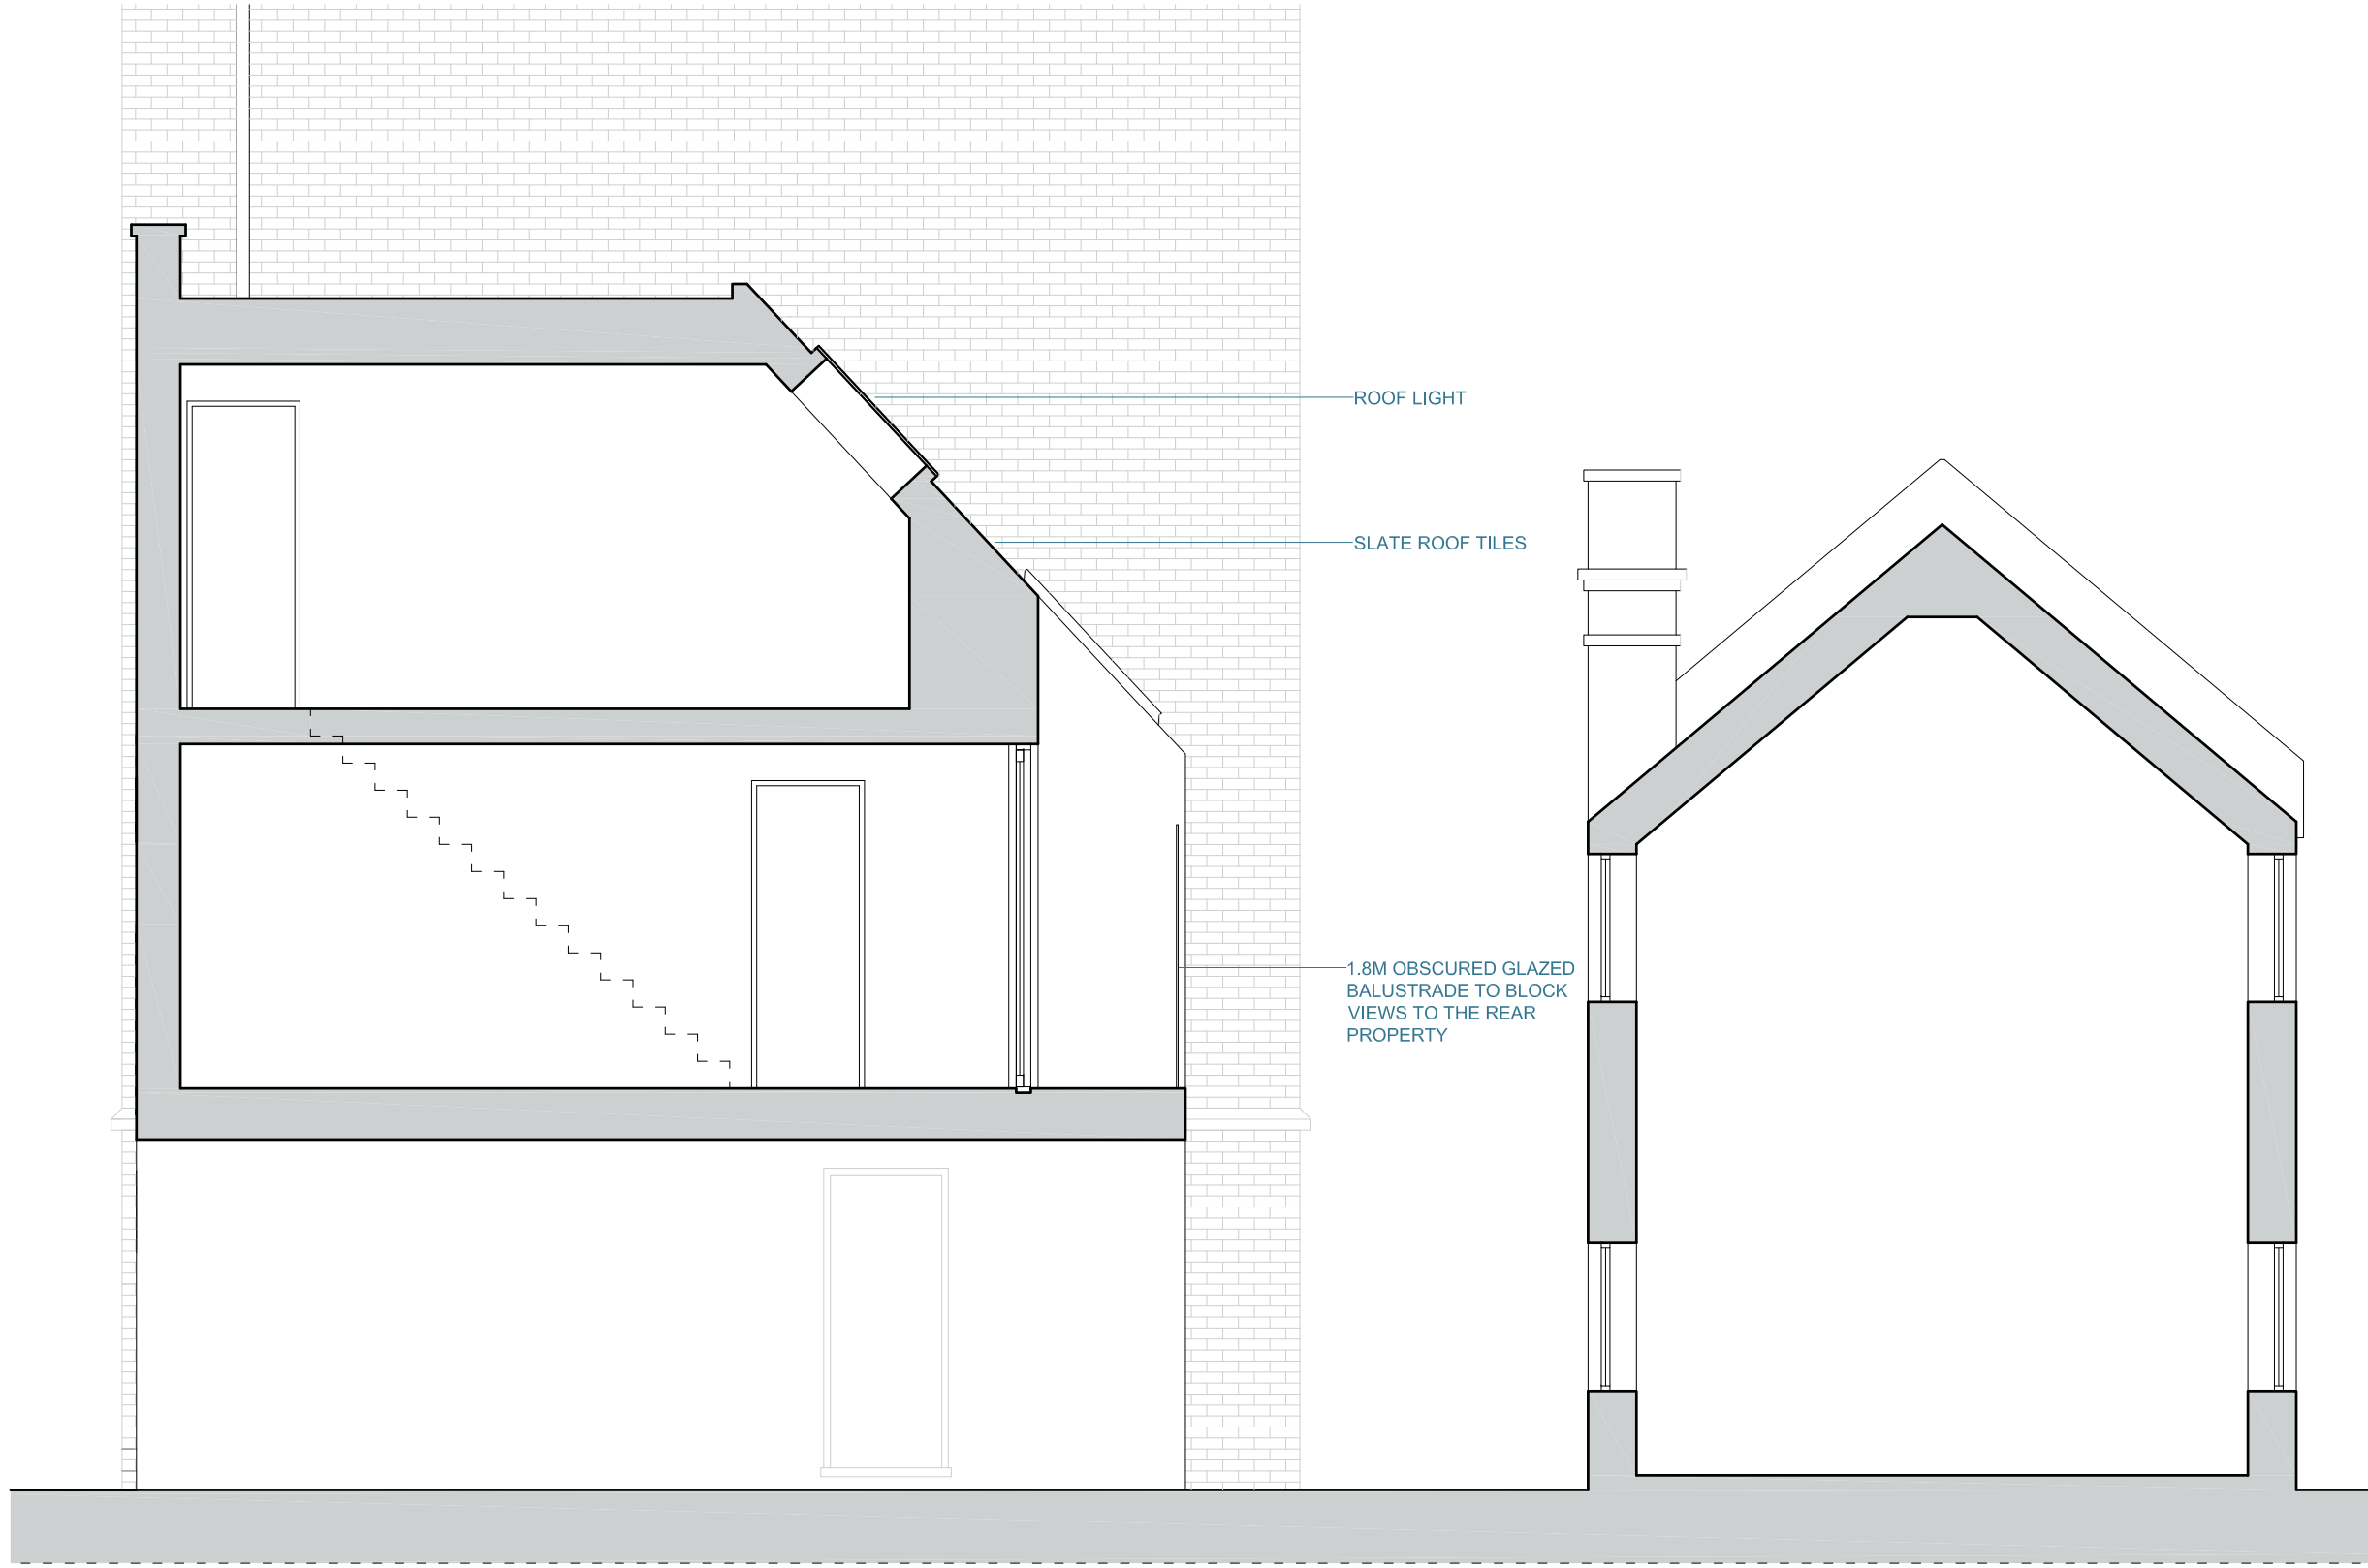 ROOF LIGHT
SLATE ROOF TILES
1.8M OBSCURED GLAZED
BALUSTRADE TO BLOCK
VIEWS TO THE REAR
PROPERTY